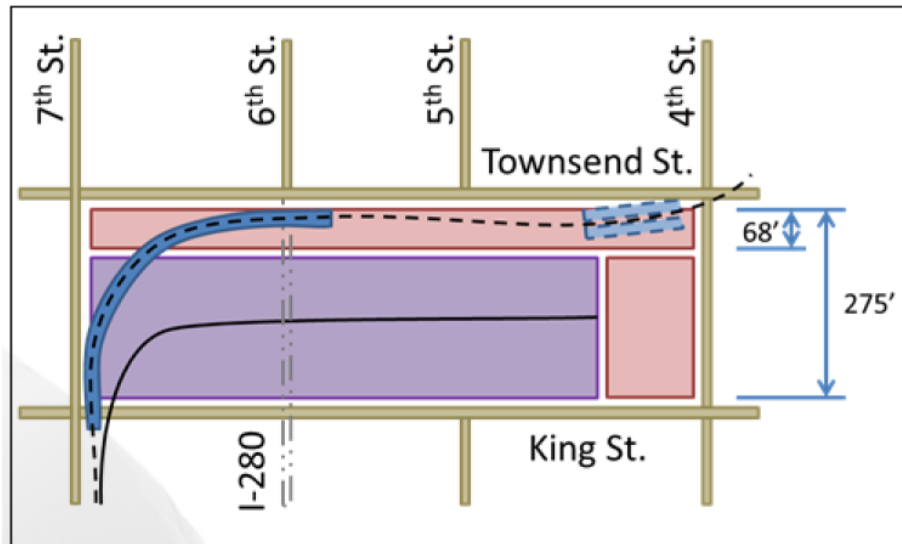 7th St.
6th St.
5th St.
4th St.
Townsend St.
68’
275’
I-280
King St.